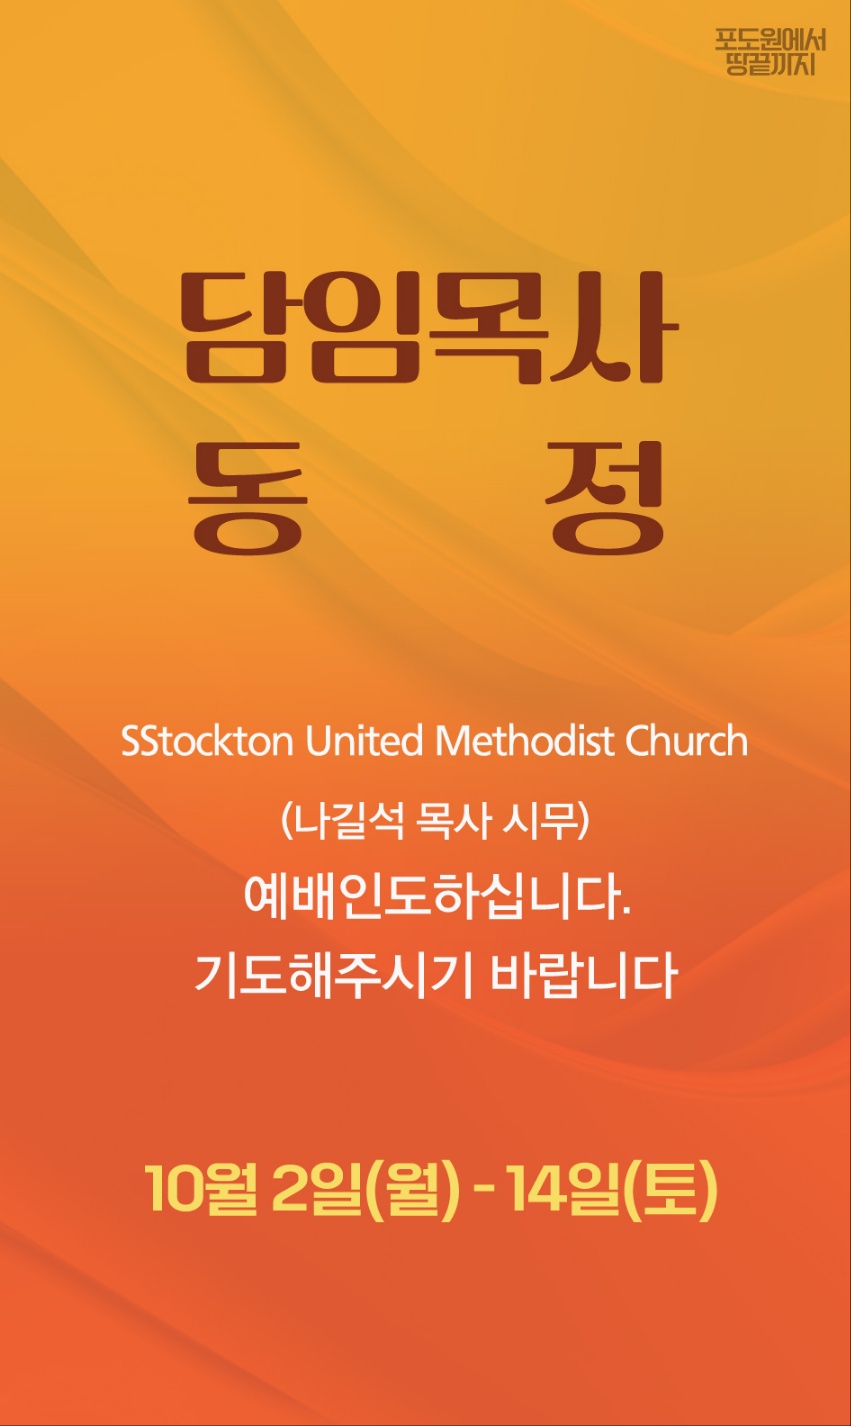 포도원에서
땅끝까지
담임목사
동 정
SStockton United Methodist Church
(나길석 목사 시무)
예배인도하십니다.
기도해주시기 바랍니다
10월 2일(월) - 14일(토)